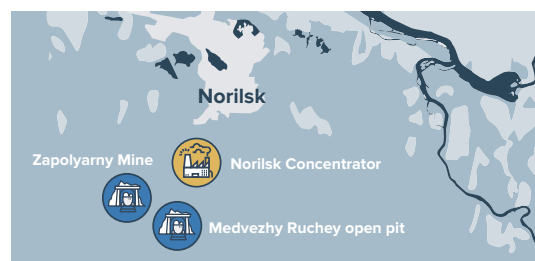 Norilsk
Zapolyarny Mine
Norilsk Concentrator
Medvezhy Ruchey open pit